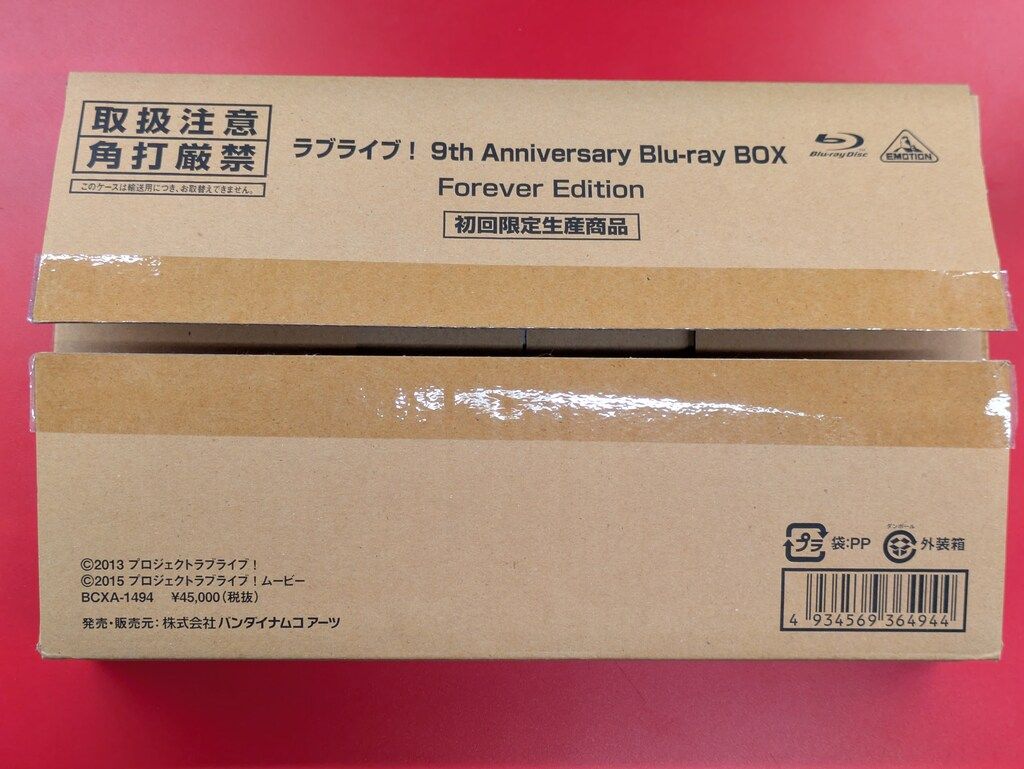 取扱注意
角打厳禁
このケースは輸送用につき、お取替えできません。
ラブライブ! 9th Anniversary Blu-ray BOX
Forever Edition
初回限定生産商品
Blu-ray Disc
EMOTION
©2013 プロジェクトラブライブ!
©2015 プロジェクトラブライブ!ムービー
BCXA-1494 ¥45,000(税抜)
発売・販売元:株式会社バンダイナムコアーツ
プラ 袋:PP
ダンボール
外装箱
4 934569 364944